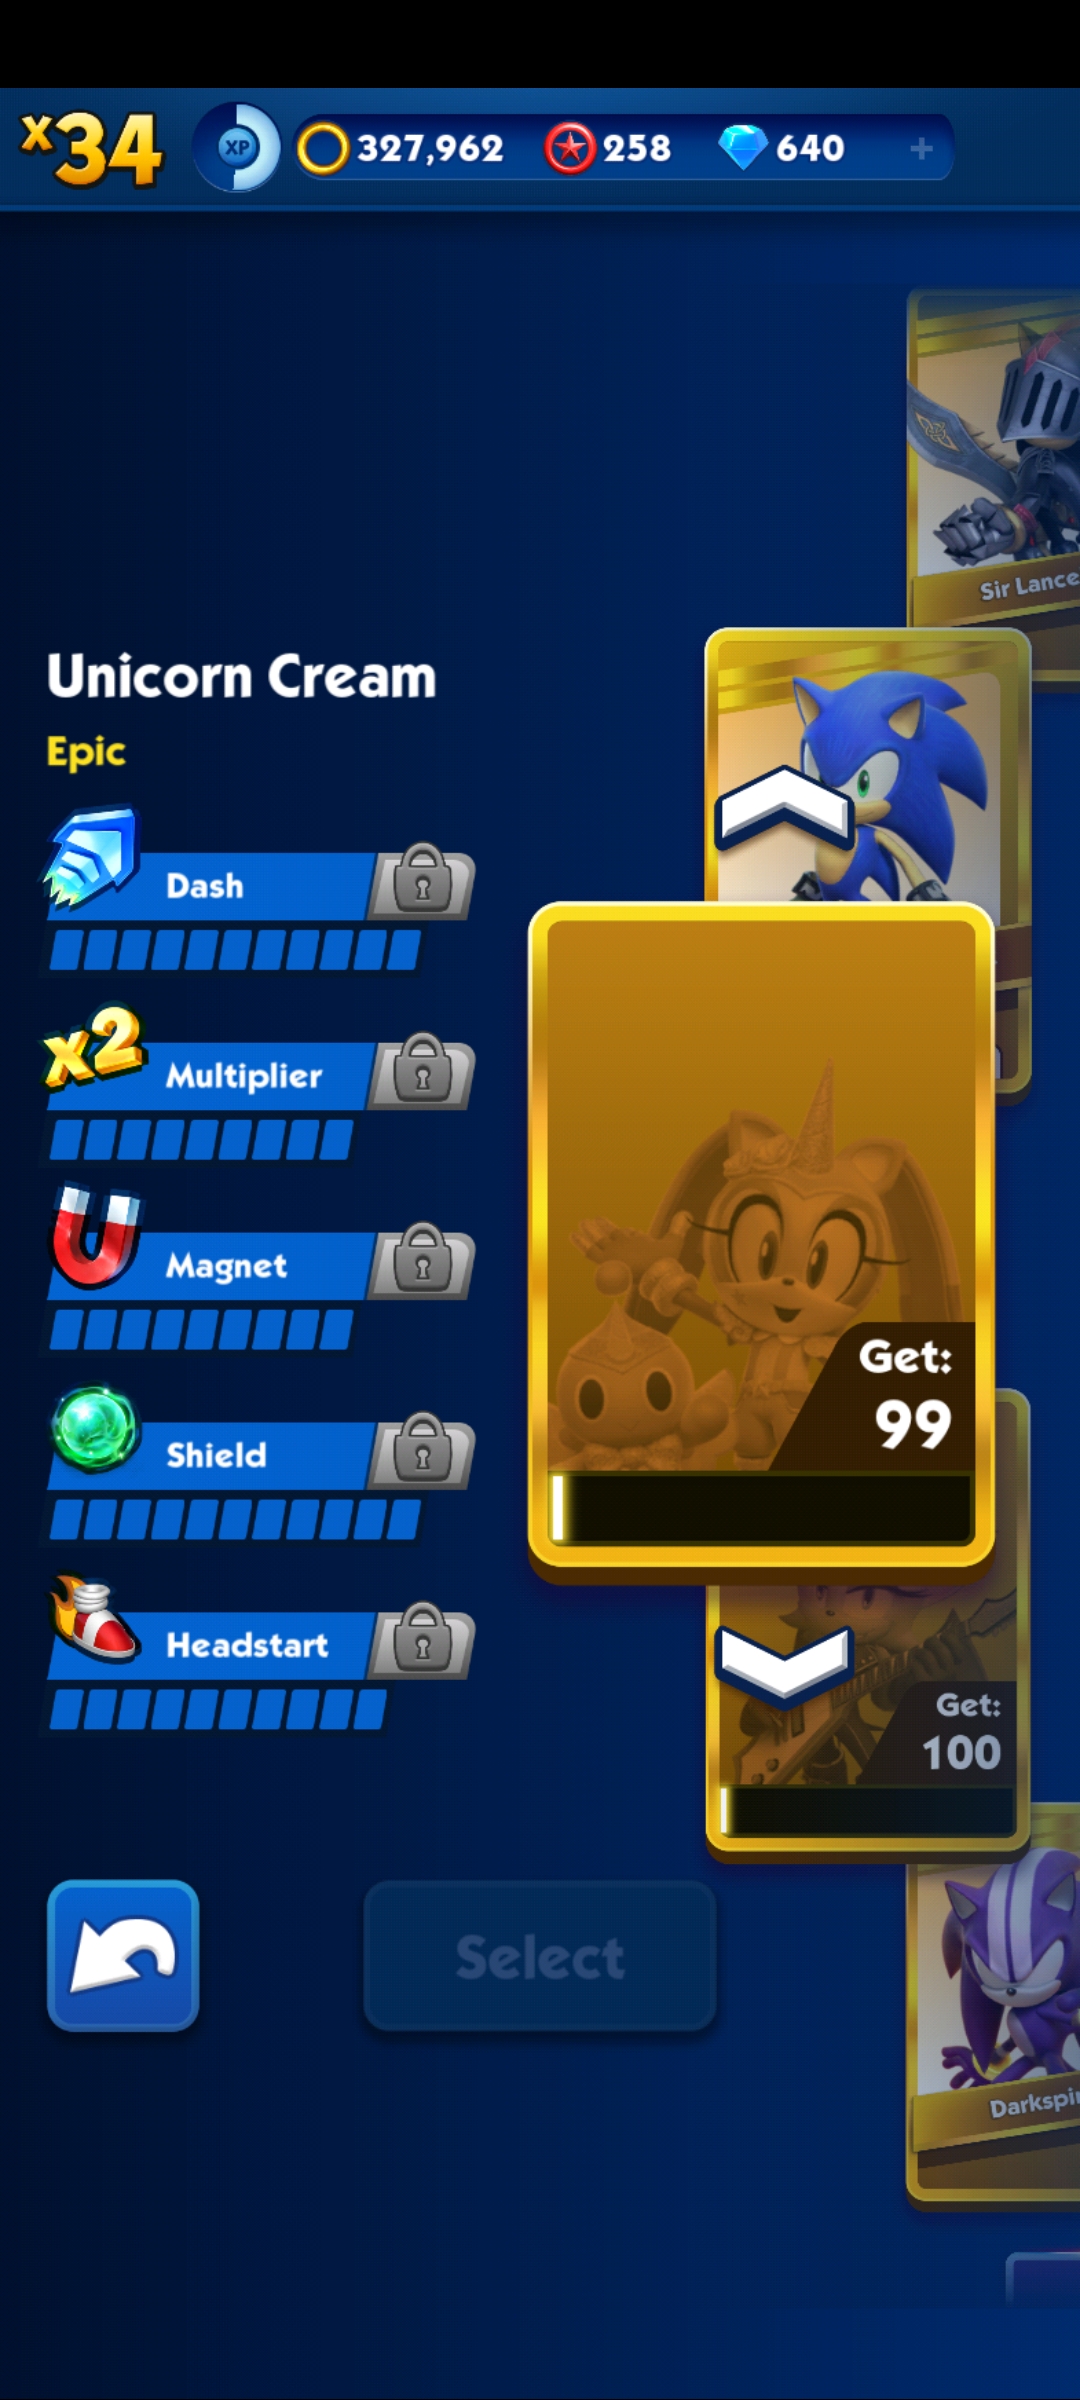 x34
XP
327,962
258
640
+
Sir Lance
Unicorn Cream
Epic
Dash
x2
Multiplier
Magnet
Shield
Headstart
Get:
99
Get:
100
Select
Darkspi